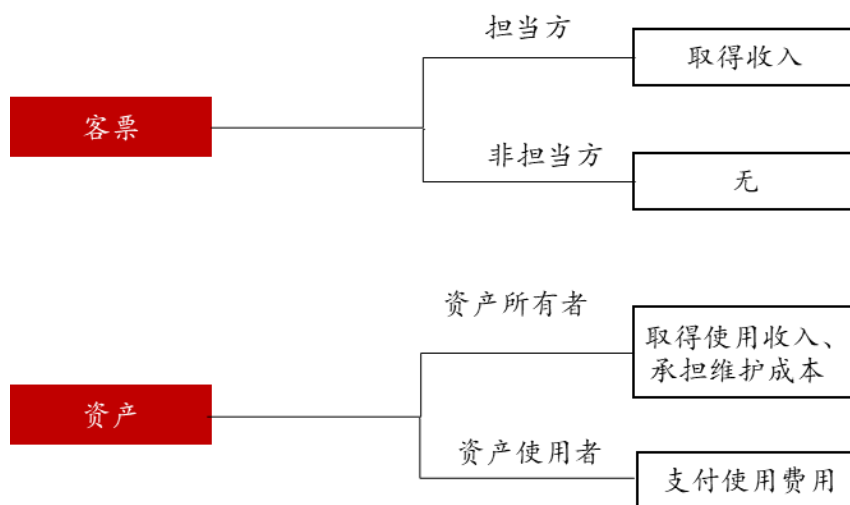 担当方
取得收入
客票
非担当方
无
资产所有者
取得使用收入、
承担维护成本
资产
资产使用者
支付使用费用